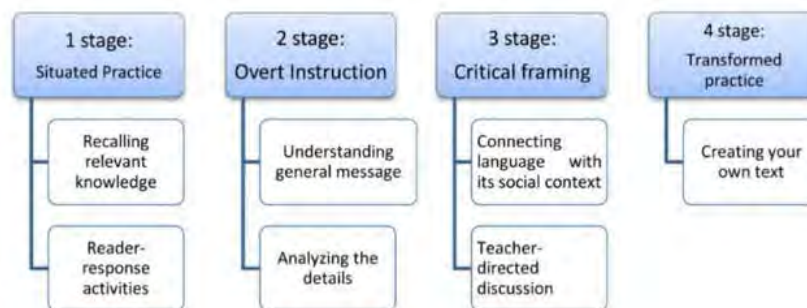 1 stage:
Situated Practice
Recalling
relevant
knowledge
Reader-
response
activities
2 stage:
Overt Instruction
Understanding
general message
Analyzing the
details
3 stage:
Critical framing
Connecting
language with
its social context
Teacher-
directed
discussion
4 stage:
Transformed
practice
Creating your
own text